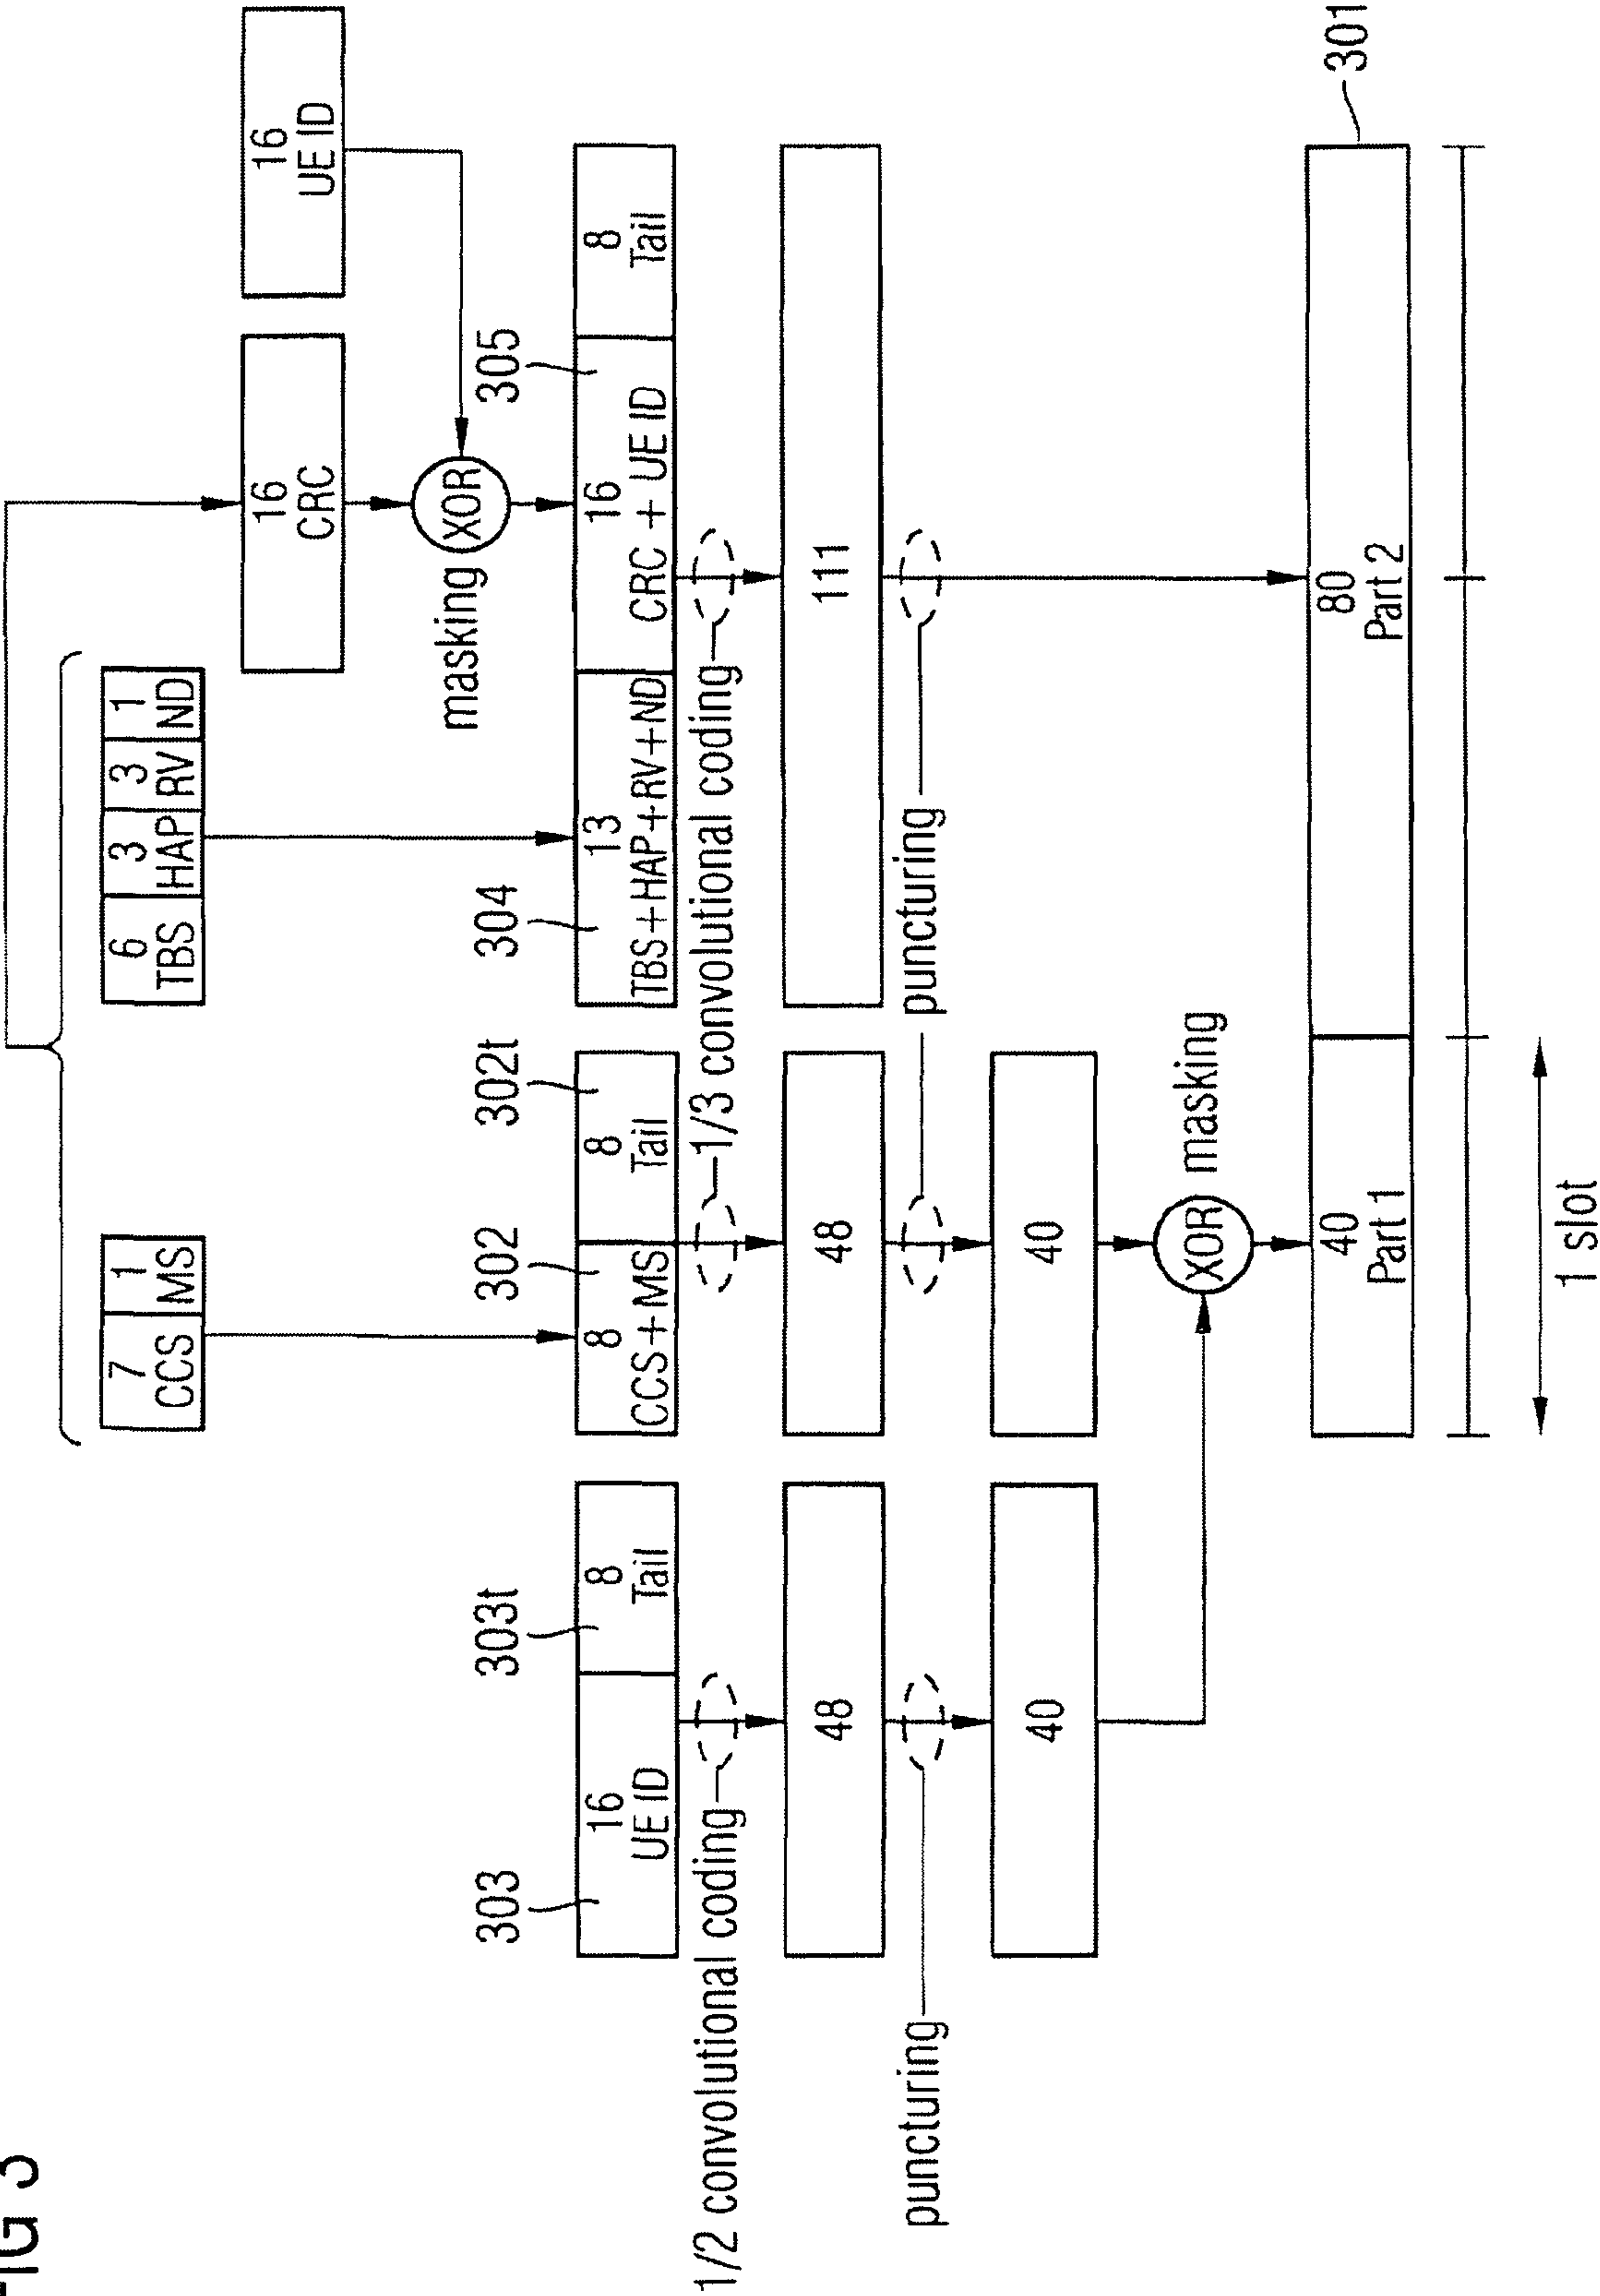 FIG 3
7
CCS
1
MS
6
TBS
3
HAP
3
RV
1
ND
16
CRC
16
UE ID
masking
XOR
303
303t
302
302t
304
305
16
UE ID
8
Tail
8
CCS+MS
8
Tail
13
TBS+HAP+RV+ND
16
CRC + UE ID
8
Tail
1/2 convolutional coding
1/3 convolutional coding
48
48
111
puncturing
puncturing
40
40
XOR
masking
40
Part 1
80
Part 2
301
1 slot